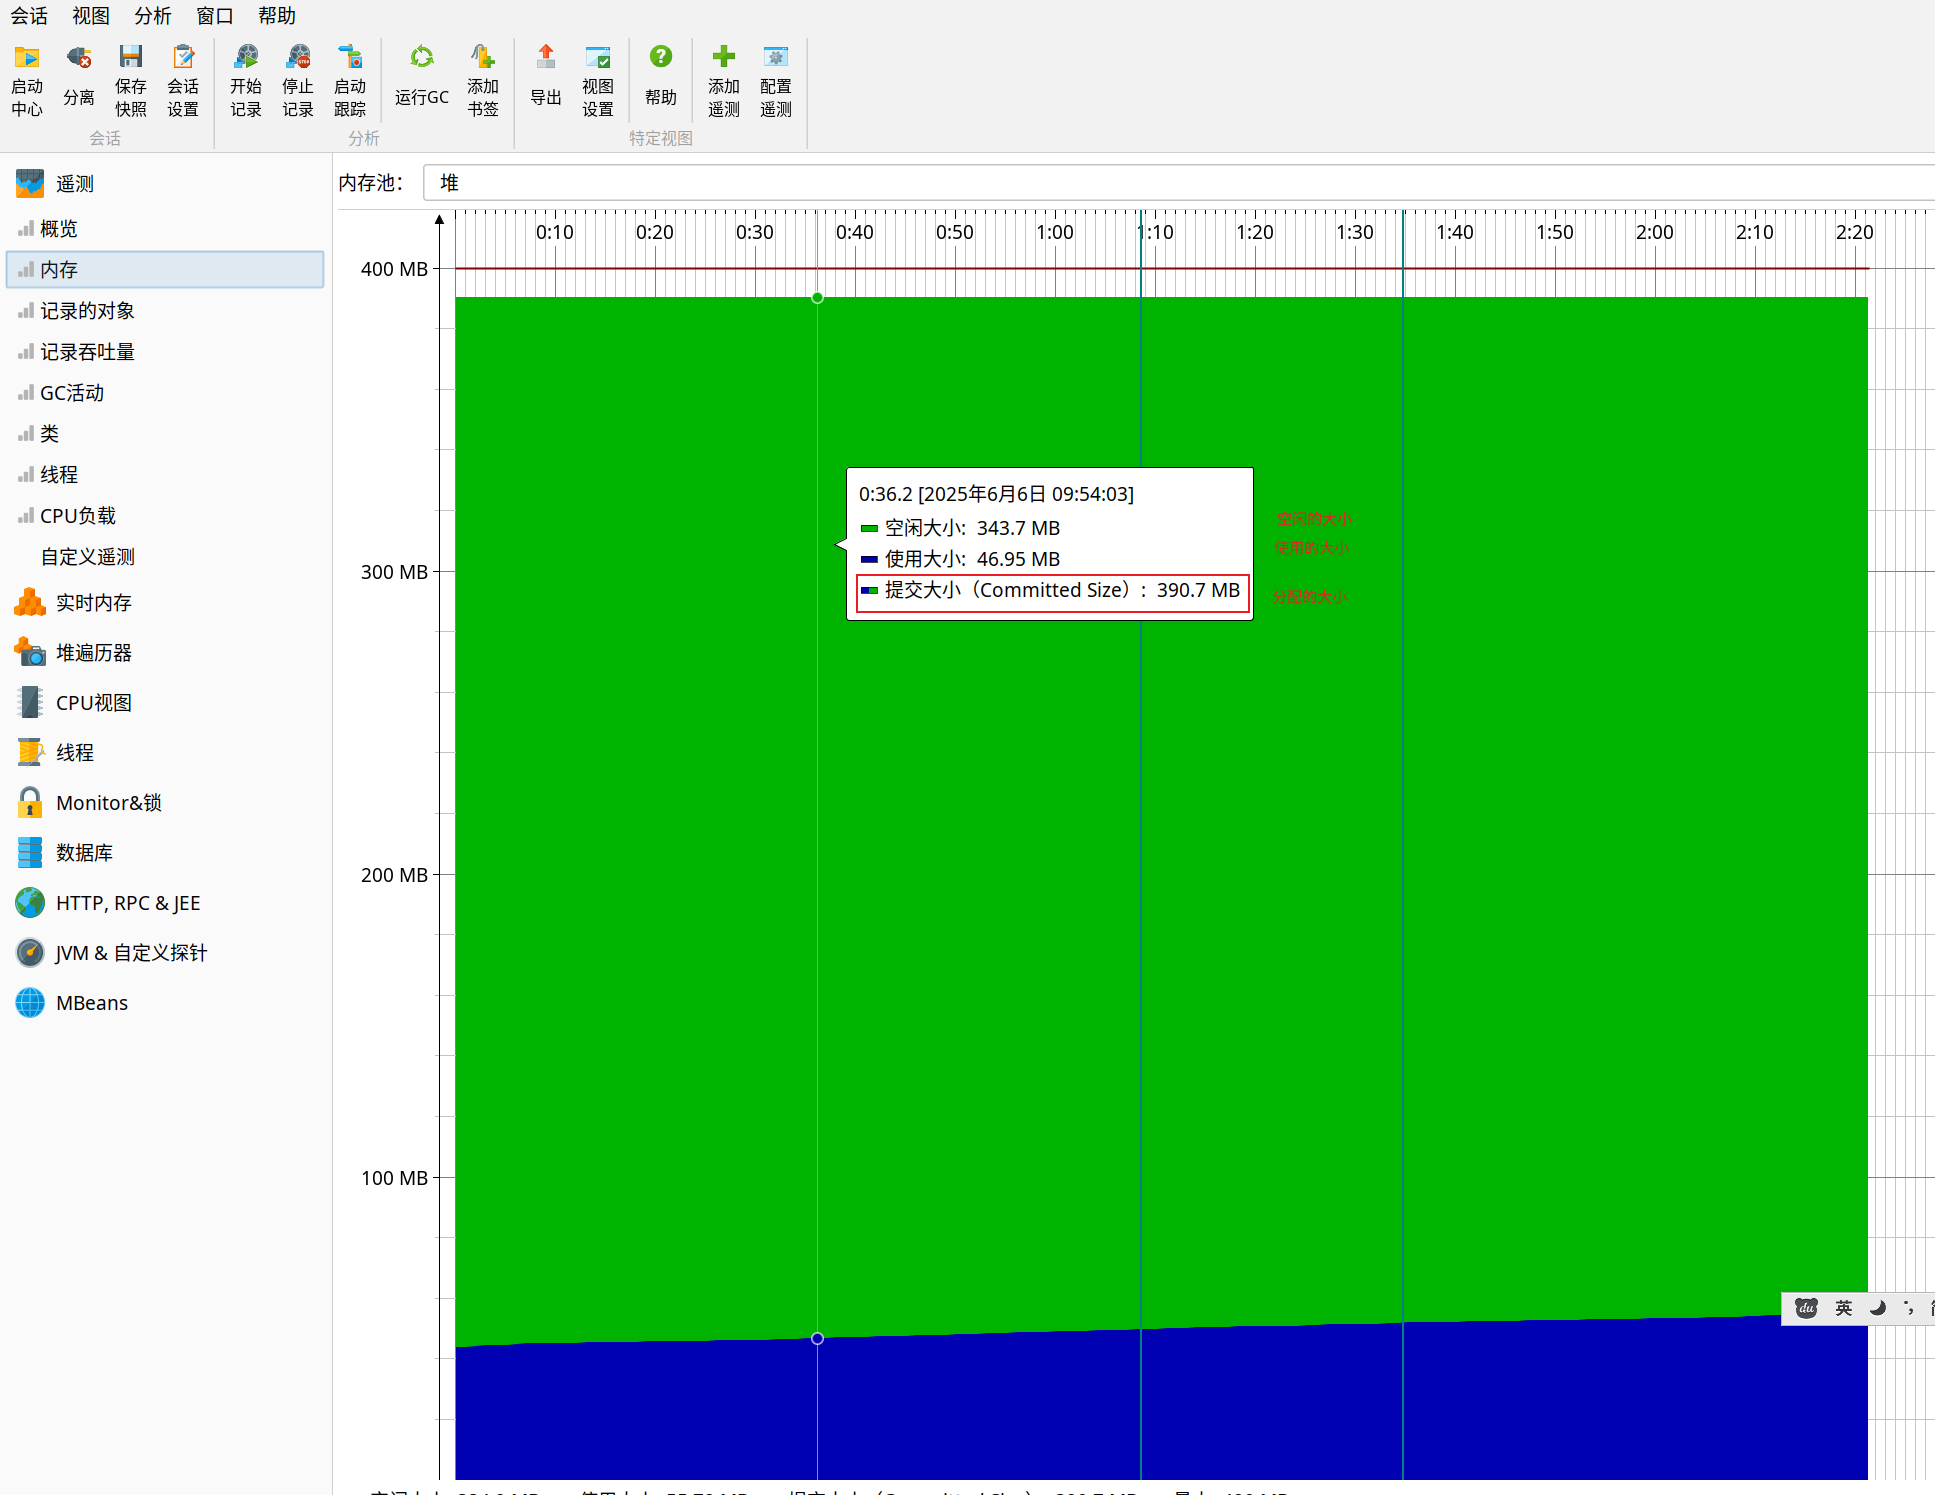 会话 视图 分析 窗口 帮助
启动中心 分离 保存快照 会话设置 开始记录 停止记录 启动跟踪 运行GC 添加书签 导出 视图设置 帮助 添加遥测 配置遥测
会话 分析 特定视图
遥测
概览
内存
记录的对象
记录吞吐量
GC活动
类
线程
CPU负载
自定义遥测
实时内存
堆遍历器
CPU视图
线程
Monitor&锁
数据库
HTTP, RPC & JEE
JVM & 自定义探针
MBeans
内存池： 堆
0:10 0:20 0:30 0:40 0:50 1:00 1:10 1:20 1:30 1:40 1:50 2:00 2:10 2:20
400 MB
300 MB
200 MB
100 MB
0:36.2 [2025年6月6日 09:54:03]
空闲大小: 343.7 MB
使用大小: 46.95 MB
提交大小（Committed Size）: 390.7 MB
空闲的大小
使用的大小
分配的大小
du 英